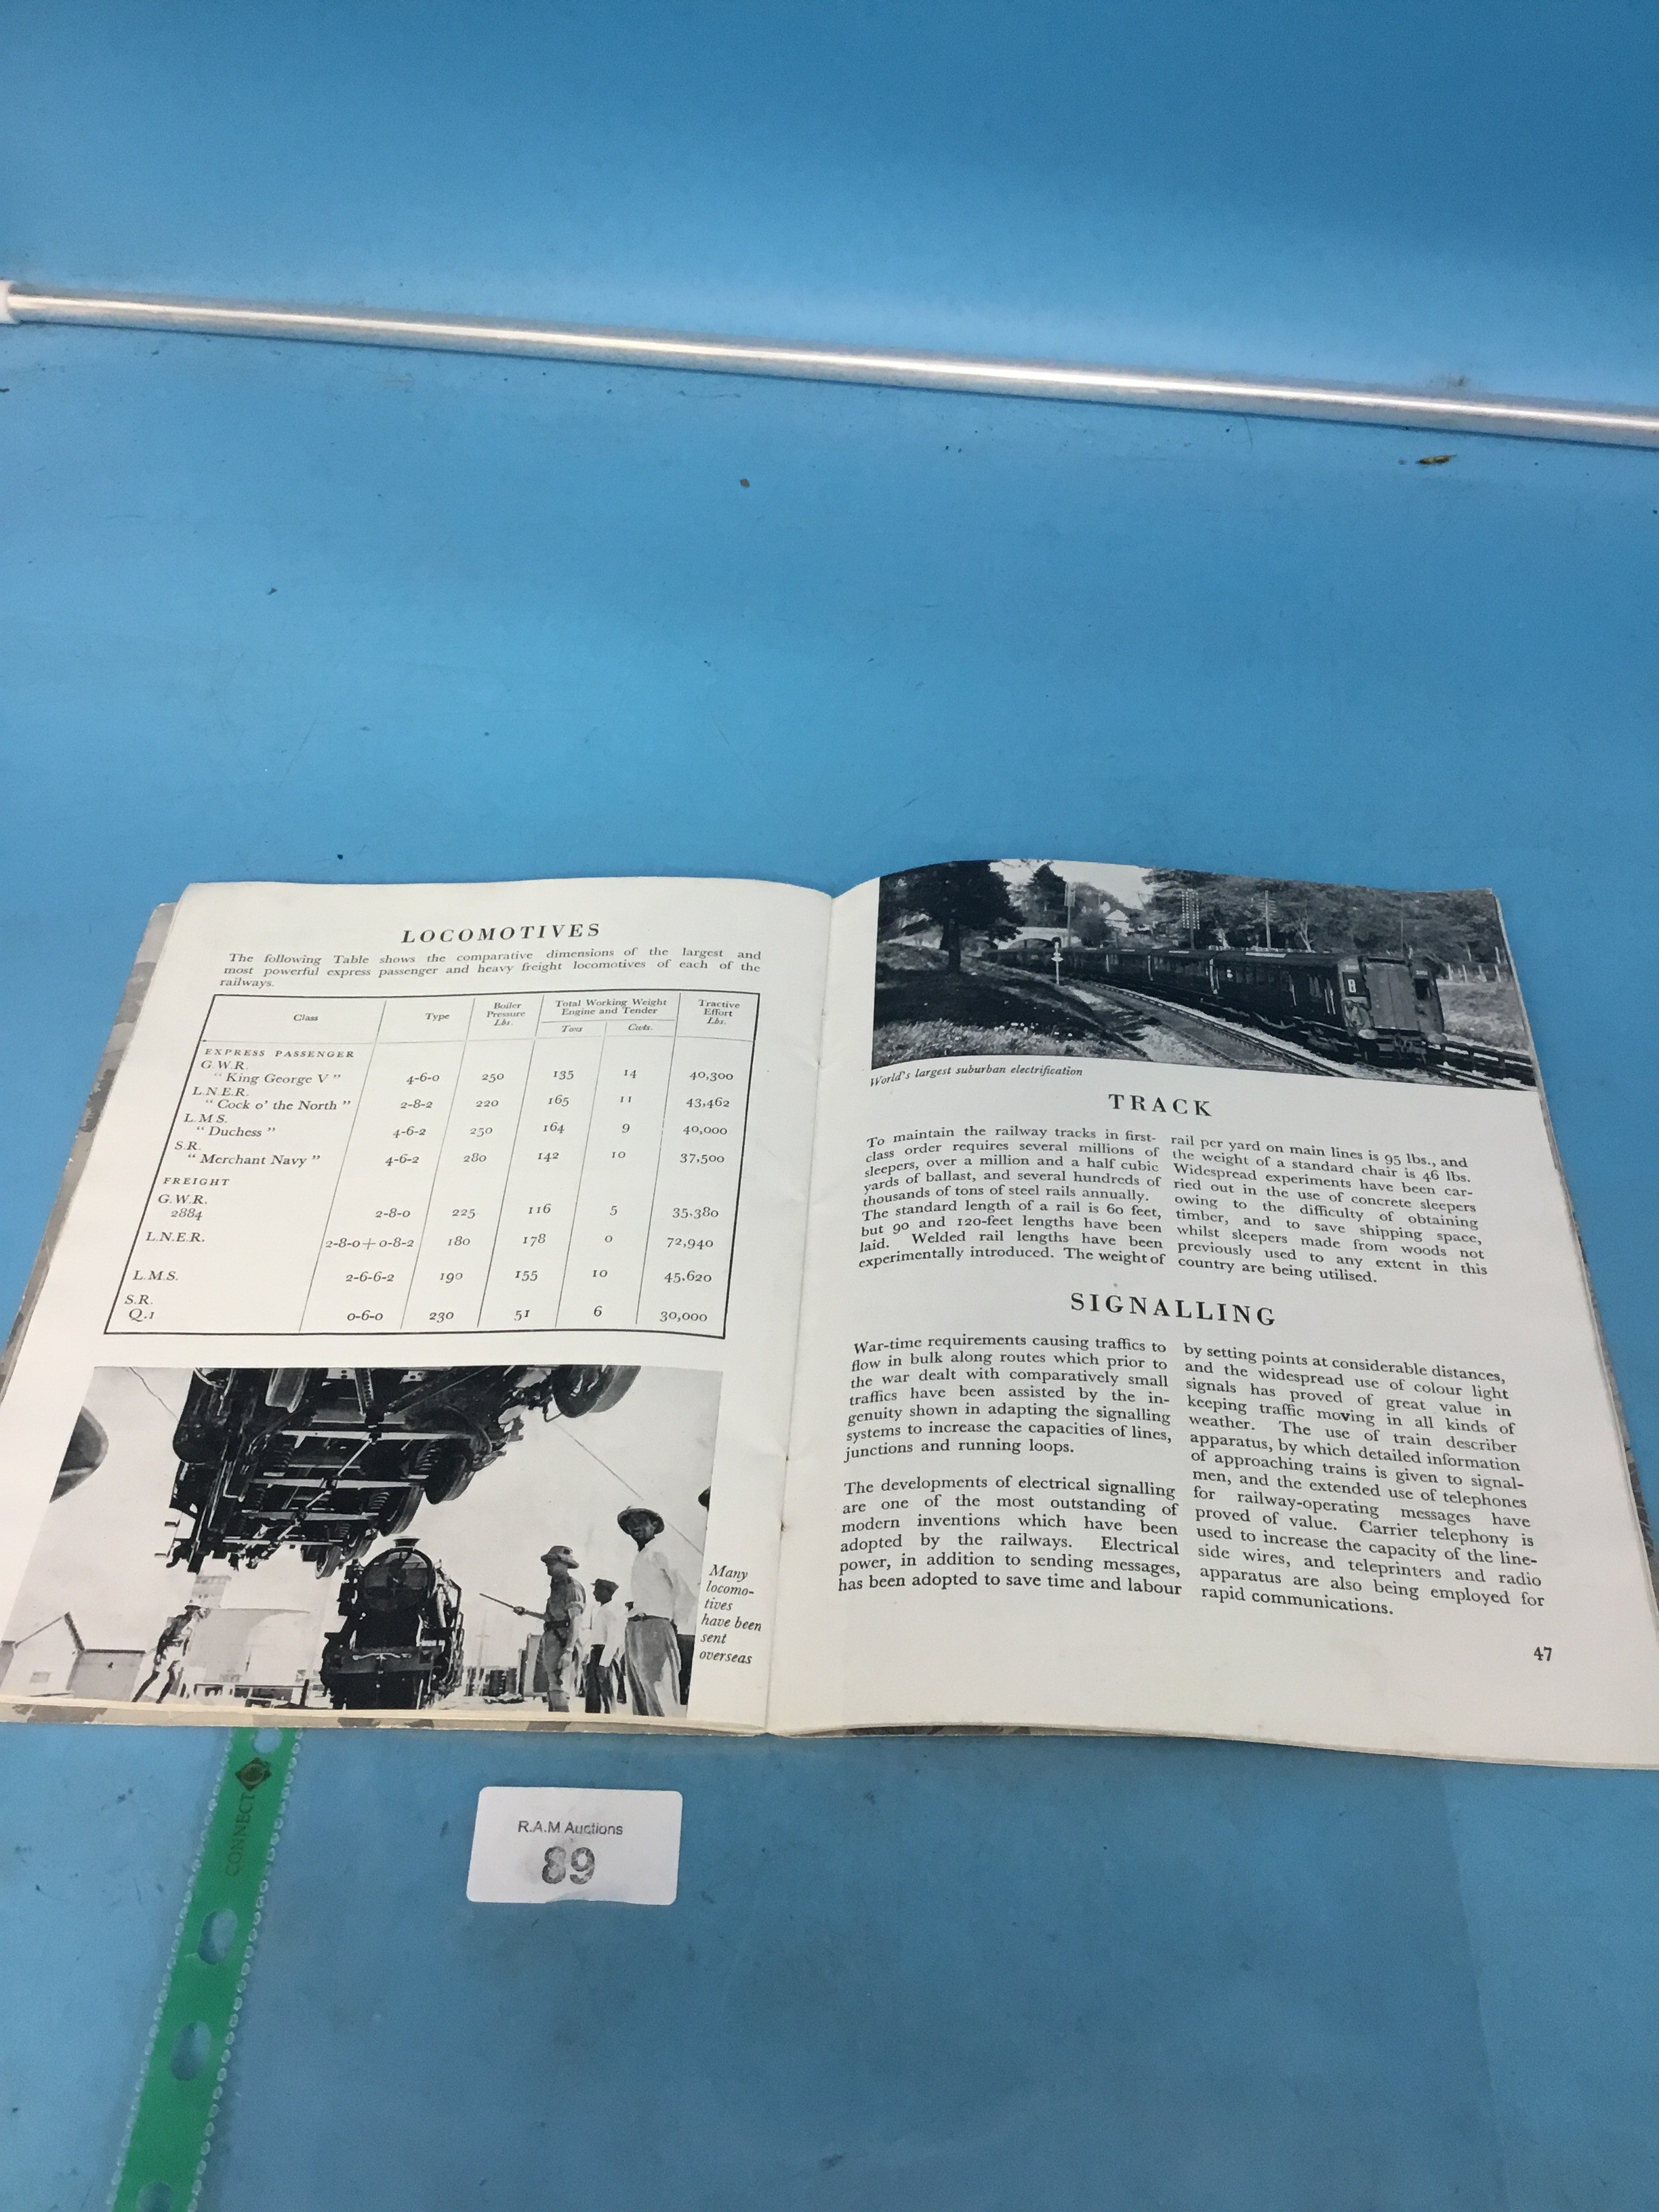 LOCOMOTIVES
The following Table shows the comparative dimensions of the largest and
most powerful express passenger and heavy freight locomotives of each of the
railways.
Class Type Boiler Pressure Lbs. Total Working Weight Engine and Tender Tons Cwts. Tractive Effort Lbs.
EXPRESS PASSENGER
G.W.R.
" King George V " 4-6-0 250 135 14 40,300
L.N.E.R.
" Cock o' the North " 2-8-2 220 165 11 43,462
L.M.S.
" Duchess " 4-6-2 250 164 9 40,000
S.R.
" Merchant Navy " 4-6-2 280 142 10 37,500
FREIGHT
G.W.R.
2884 2-8-0 225 116 5 35,380
L.N.E.R. 2-8-0+0-8-2 180 178 0 72,940
L.M.S. 2-6-6-2 190 155 10 45,620
S.R.
Q.1 0-6-0 230 51 6 30,000
Many
locomo-
tives
have been
sent
overseas
World's largest suburban electrification
TRACK
To maintain the railway tracks in first-
class order requires several millions of
sleepers, over a million and a half cubic
yards of ballast, and several hundreds of
thousands of tons of steel rails annually.
The standard length of a rail is 60 feet,
but 90 and 120-feet lengths have been
laid. Welded rail lengths have been
experimentally introduced. The weight of
rail per yard on main lines is 95 lbs., and
the weight of a standard chair is 46 lbs.
Widespread experiments have been car-
ried out in the use of concrete sleepers
owing to the difficulty of obtaining
timber, and to save shipping space,
whilst sleepers made from woods not
previously used to any extent in this
country are being utilised.
SIGNALLING
War-time requirements causing traffics to
flow in bulk along routes which prior to
the war dealt with comparatively small
traffics have been assisted by the in-
genuity shown in adapting the signalling
systems to increase the capacities of lines,
junctions and running loops.
The developments of electrical signalling
are one of the most outstanding of
modern inventions which have been
adopted by the railways. Electrical
power, in addition to sending messages,
has been adopted to save time and labour
by setting points at considerable distances,
and the widespread use of colour light
signals has proved of great value in
keeping traffic moving in all kinds of
weather. The use of train describer
apparatus, by which detailed information
of approaching trains is given to signal-
men, and the extended use of telephones
for railway-operating messages have
proved of value. Carrier telephony is
used to increase the capacity of the line-
side wires, and teleprinters and radio
apparatus are also being employed for
rapid communications.
47
CONNECT
R.A.M Auctions
89